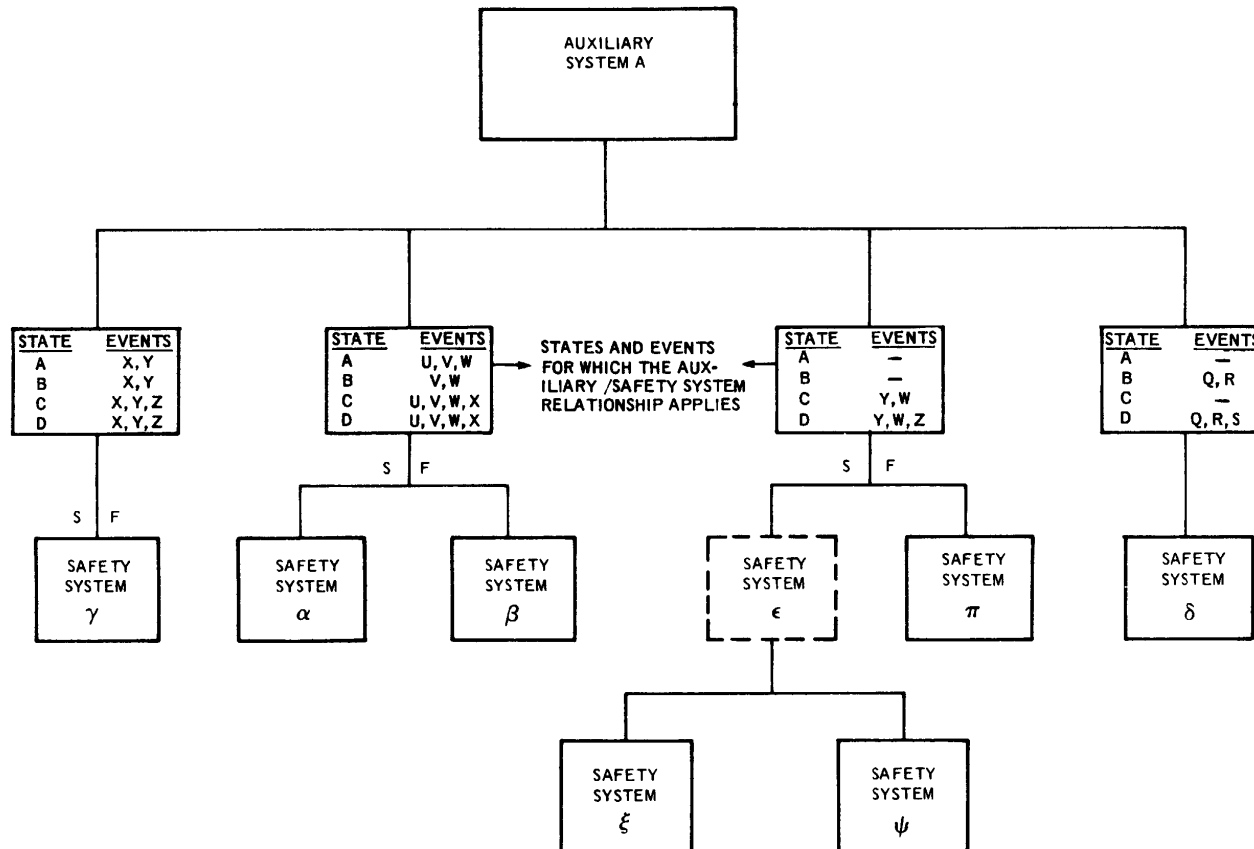 AUXILIARY
SYSTEM A
STATE EVENTS
A X,Y
B X,Y
C X,Y,Z
D X,Y,Z
STATE EVENTS
A U,V,W
B V,W
C U,V,W,X
D U,V,W,X
STATES AND EVENTS
FOR WHICH THE AUX-
ILIARY /SAFETY SYSTEM
RELATIONSHIP APPLIES
STATE EVENTS
A —
B —
C Y,W
D Y,W,Z
STATE EVENTS
A —
B Q,R
C —
D Q,R,S
S F
S F
S F
SAFETY
SYSTEM
γ
SAFETY
SYSTEM
α
SAFETY
SYSTEM
β
SAFETY
SYSTEM
ϵ
SAFETY
SYSTEM
π
SAFETY
SYSTEM
δ
SAFETY
SYSTEM
ξ
SAFETY
SYSTEM
ψ